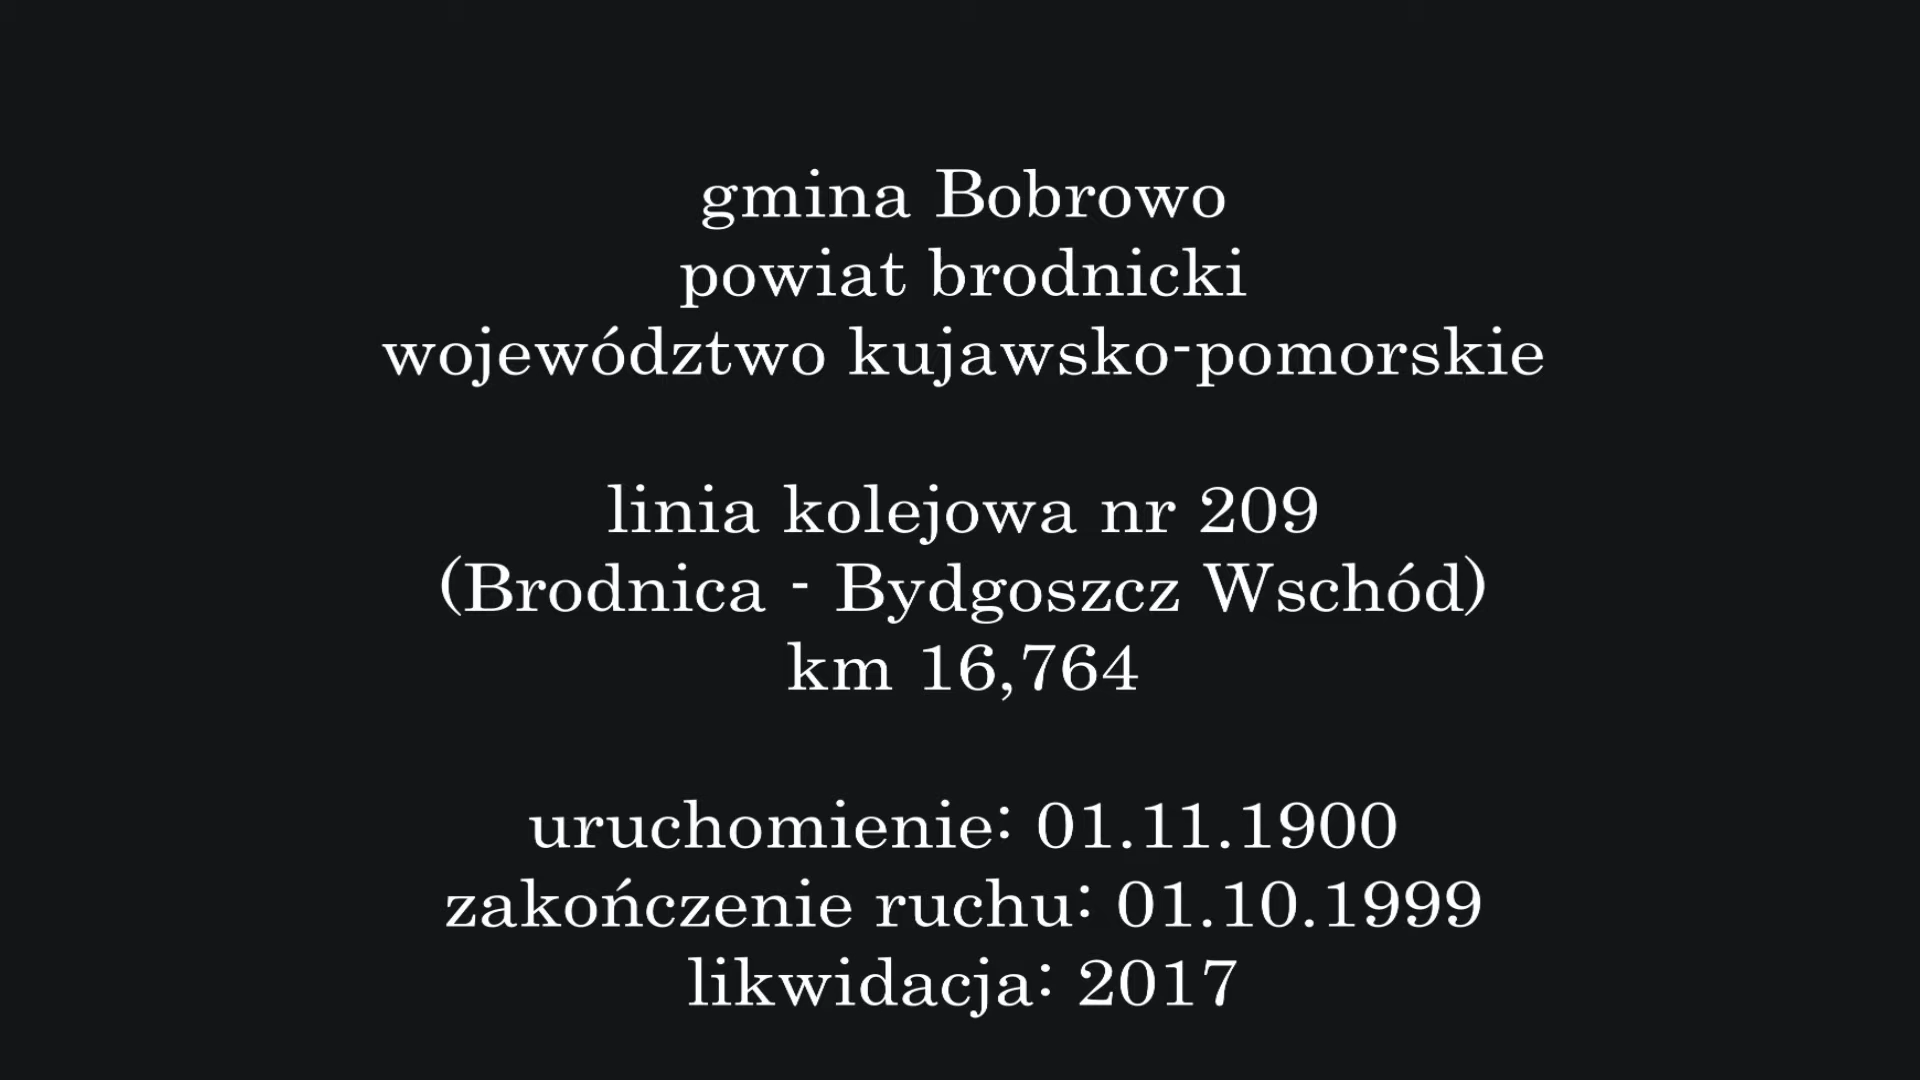 gmina Bobrowo
powiat brodnicki
województwo kujawsko-pomorskie
linia kolejowa nr 209
(Brodnica - Bydgoszcz Wschód)
km 16,764
uruchomienie: 01.11.1900
zakończenie ruchu: 01.10.1999
likwidacja: 2017